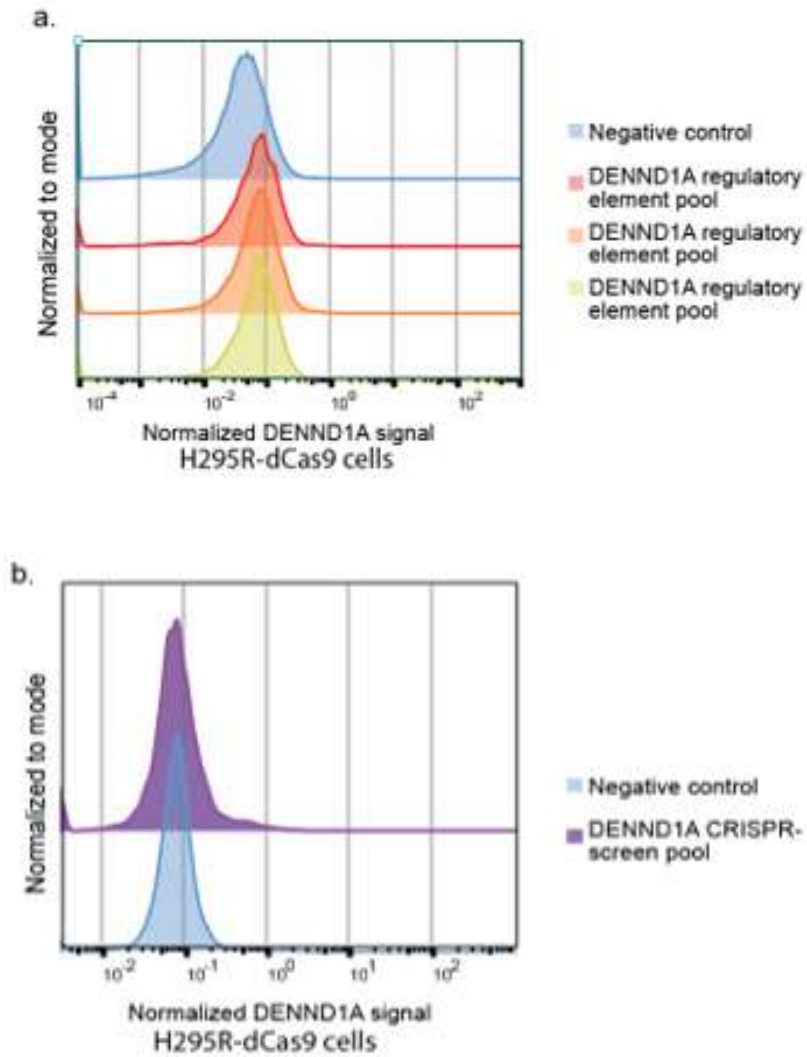 a.
Normalized to mode
Negative control
DENND1A regulatory
element pool
DENND1A regulatory
element pool
DENND1A regulatory
element pool
10-4
10-2
100
102
Normalized DENND1A signal
H295R-dCas9 cells
b.
Normalized to mode
Negative control
DENND1A CRISPR-
screen pool
10-2
10-1
100
101
102
Normalized DENND1A signal
H295R-dCas9 cells